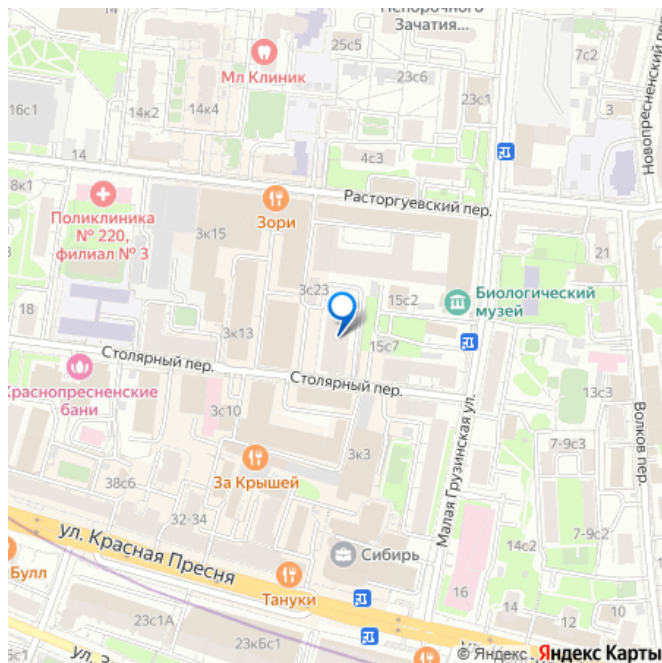 Непорочного
Зачатия...
25с5
7с2
Мл Клиник
23с6
Новопресненский пер.
16с1
14к2
14к4
23с1
3
14
4с3
8к1
Расторгуевский пер.
Поликлиника
№ 220,
филиал № 3
Зори
3к15
21
3с23
15с2
Биологический
музей
18
3к13
15с7
Столярный пер.
Столярный пер.
Краснопресненские
бани
13с3
3с10
Малая Грузинская ул.
Волков пер.
3к3
7-9с3
За Крышей
38с6
32-34
7-9с2
14с2
ул. Красная Пресня
Сибирь
Булл
Тануки
16
14
12
10
23с1А
23кБс1
ул. З
© Яндекс
Яндекс Карты